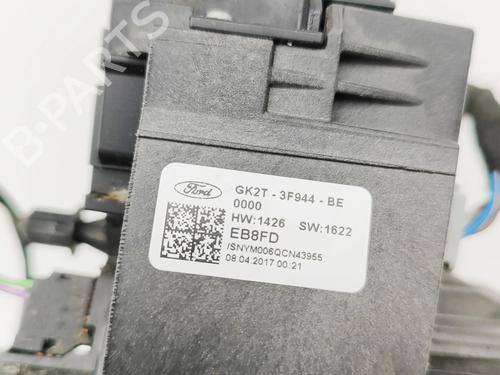 B-PARTS
Ford
GK2T - 3F944 - BE
0000
HW:1426 SW:1622
EB8FD
/SNYM006QCN43955
08.04.2017 00:21